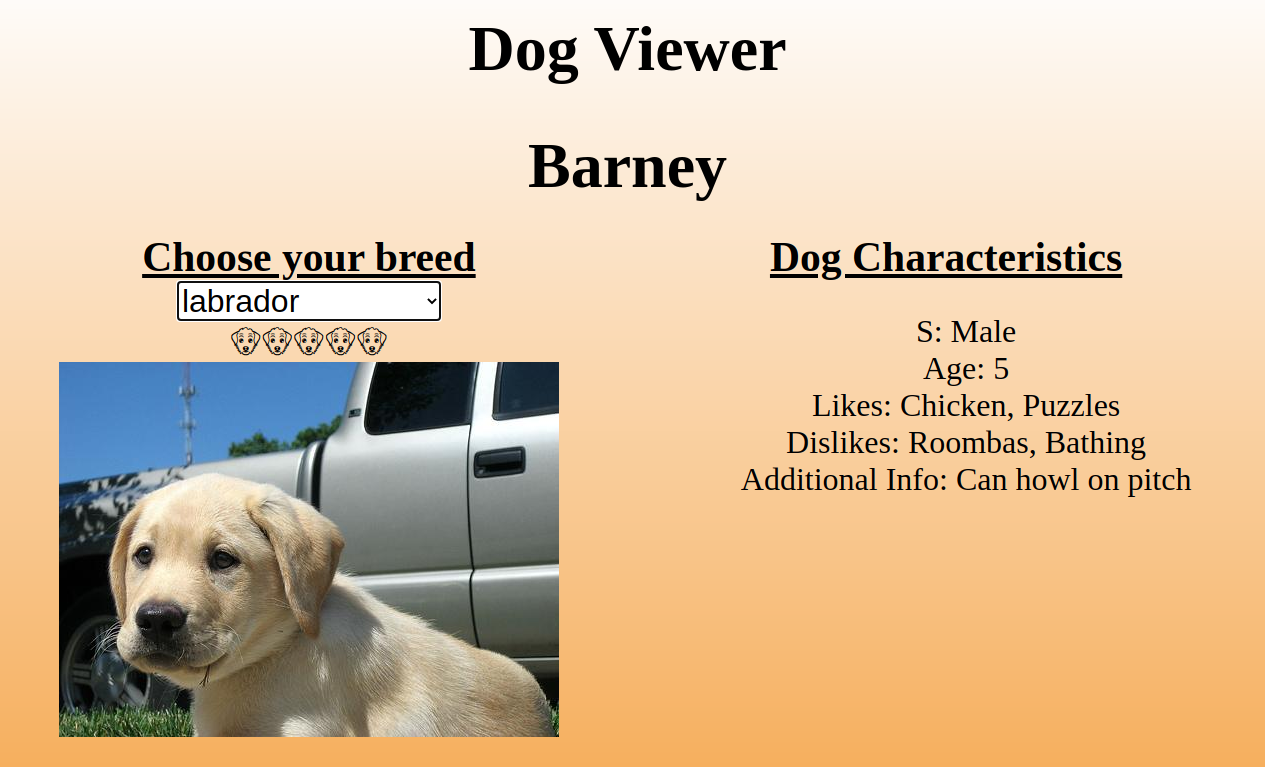 Dog Viewer
Barney
Choose your breed
labrador
Dog Characteristics
S: Male
Age: 5
Likes: Chicken, Puzzles
Dislikes: Roombas, Bathing
Additional Info: Can howl on pitch